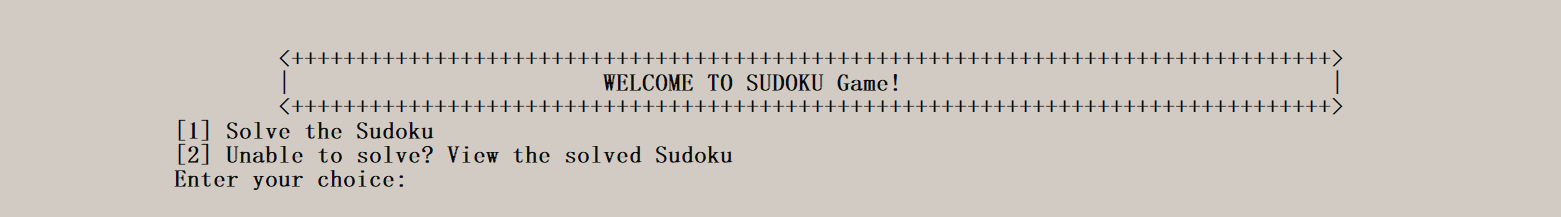 <++++++++++++++++++++++++++++++++++++++++++++++++++++++++++++++++++++++++++++++++>
|                        WELCOME TO SUDOKU Game!                                 |
<++++++++++++++++++++++++++++++++++++++++++++++++++++++++++++++++++++++++++++++++>
[1] Solve the Sudoku
[2] Unable to solve? View the solved Sudoku
Enter your choice: